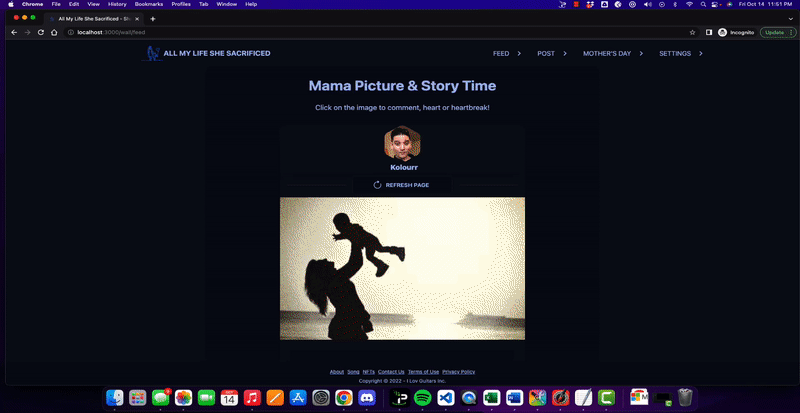 Chrome File Edit View History Bookmarks Profiles Tab Window Help Fri Oct 14 11:51 PM
All My Life She Sacrificed - Sh
localhost:3000/wall/feed Incognito Update
ALL MY LIFE SHE SACRIFICED FEED POST MOTHER'S DAY SETTINGS
Mama Picture & Story Time
Click on the image to comment, heart or heartbreak!
Kolourr
REFRESH PAGE
About Song NFTs Contact Us Terms of Use Privacy Policy
Copyright © 2022 - I Lov Guitars Inc.
14